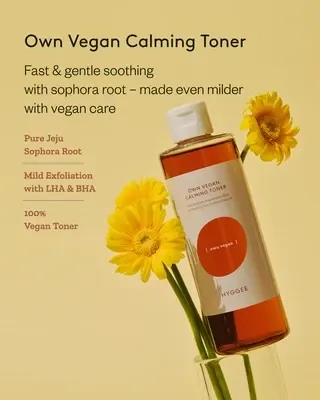 Own Vegan Calming Toner
Fast & gentle soothing
with sophora root – made even milder
with vegan care
Pure Jeju
Sophora Root
Mild Exfoliation
with LHA & BHA
100%
Vegan Toner
OWN VEGAN
CALMING TONER
[ own vegan ]
HYGGEE